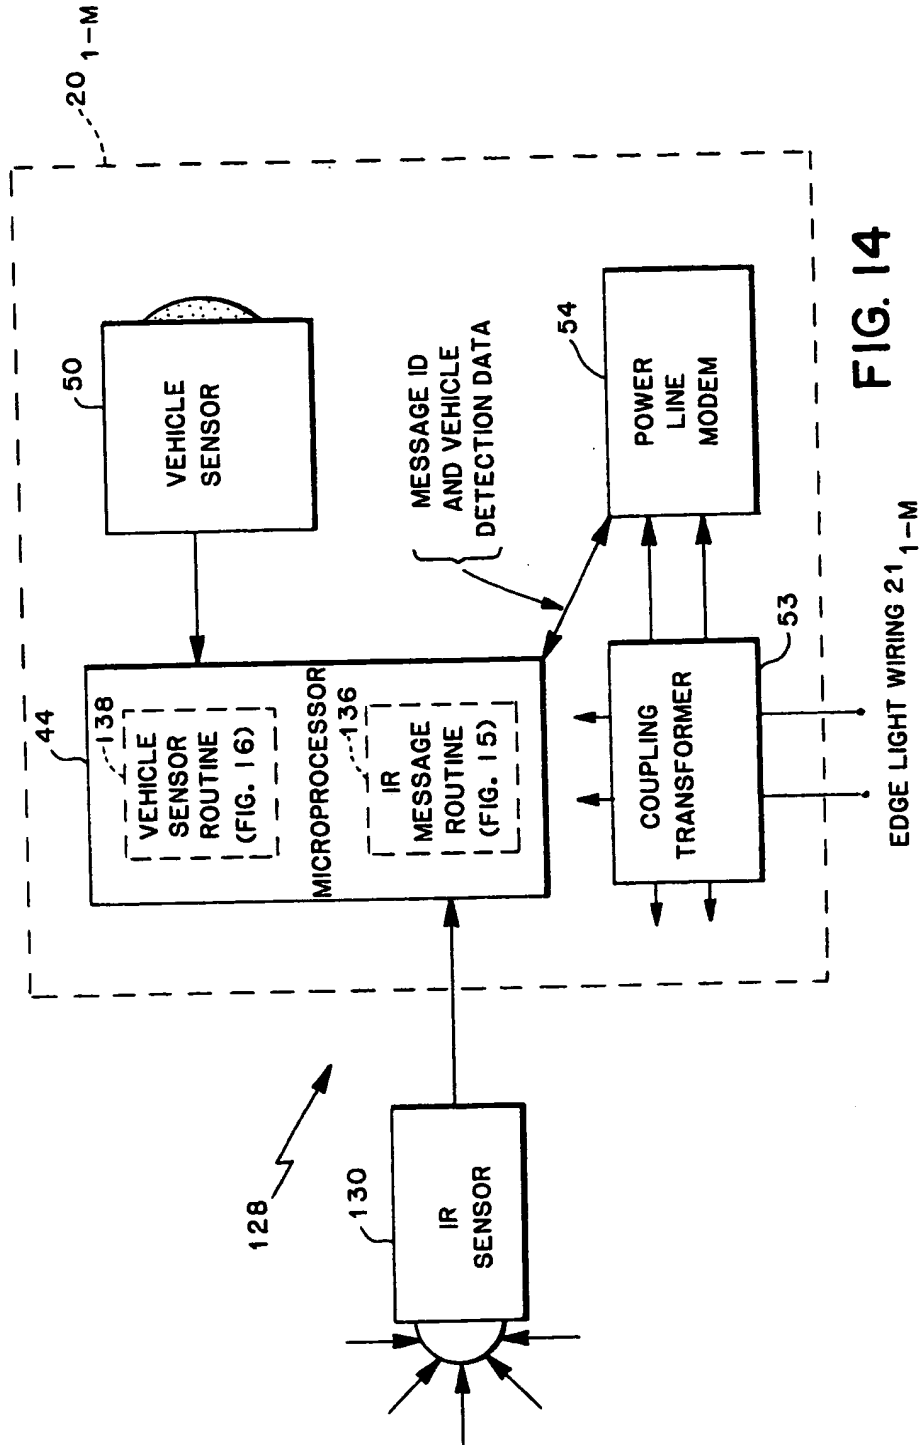 20 1-M
50
VEHICLE
SENSOR
44
138
VEHICLE
SENSOR
ROUTINE
(FIG. 16)
MICROPROCESSOR
136
IR
MESSAGE
ROUTINE
(FIG. 15)
MESSAGE ID
AND VEHICLE
DETECTION DATA
54
POWER
LINE
MODEM
53
COUPLING
TRANSFORMER
128
130
IR
SENSOR
EDGE LIGHT WIRING 21 1-M
FIG. 14